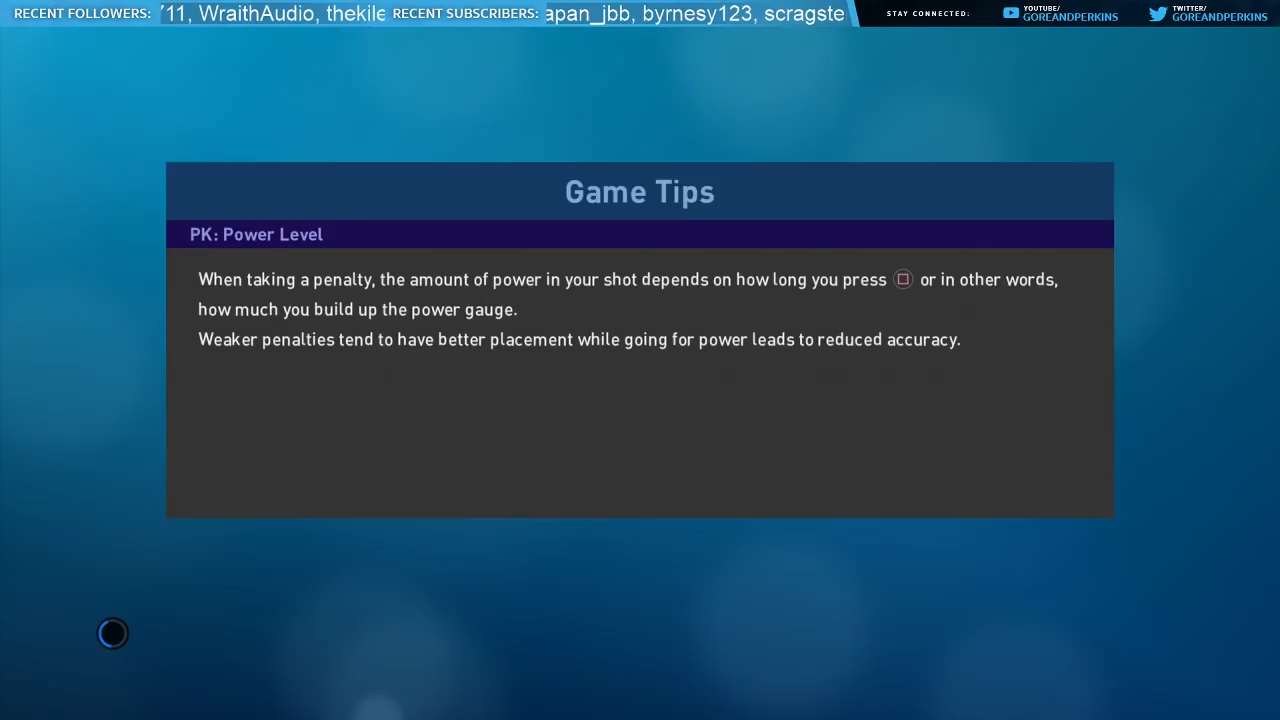 RECENT FOLLOWERS: 711, WraithAudio, thekile RECENT SUBSCRIBERS: apan_jbb, byrnesy123, scragste STAY CONNECTED: YOUTUBE/ GOREANDPERKINS TWITTER/ GOREANDPERKINS
Game Tips
PK: Power Level
When taking a penalty, the amount of power in your shot depends on how long you press or in other words,
how much you build up the power gauge.
Weaker penalties tend to have better placement while going for power leads to reduced accuracy.